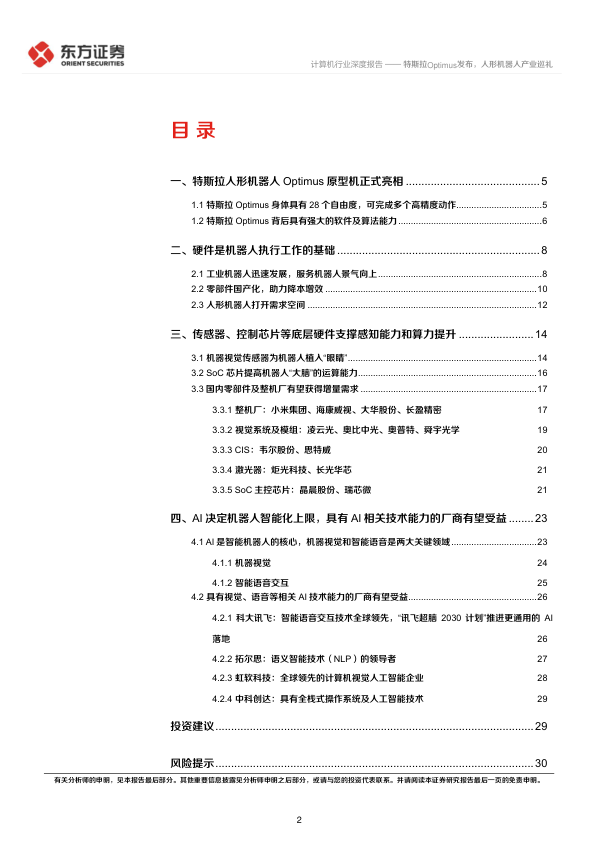 东方证券
ORIENT SECURITIES
计算机行业深度报告 —— 特斯拉Optimus发布，人形机器人产业巡礼
目 录
一、特斯拉人形机器人 Optimus 原型机正式亮相 ........................................... 5
1.1 特斯拉 Optimus 身体具有 28 个自由度，可完成多个高精度动作................................. 5
1.2 特斯拉 Optimus 背后具有强大的软件及算法能力 ....................................................... 6
二、硬件是机器人执行工作的基础 ................................................................. 8
2.1 工业机器人迅速发展，服务机器人景气向上 ............................................................... 8
2.2 零部件国产化，助力降本增效 .................................................................................. 10
2.3 人形机器人打开需求空间 ......................................................................................... 12
三、传感器、控制芯片等底层硬件支撑感知能力和算力提升 ........................ 14
3.1 机器视觉传感器为机器人植人“眼睛”......................................................................... 14
3.2 SoC 芯片提高机器人“大脑”的运算能力..................................................................... 16
3.3 国内零部件及整机厂有望获得增量需求 .................................................................... 17
3.3.1 整机厂：小米集团、海康威视、大华股份、长盈精密 17
3.3.2 视觉系统及模组：凌云光、奥比中光、奥普特、舜宇光学 19
3.3.3 CIS：韦尔股份、思特威 20
3.3.4 激光器：炬光科技、长光华芯 21
3.3.5 SoC 主控芯片：晶晨股份、瑞芯微 21
四、AI 决定机器人智能化上限，具有 AI 相关技术能力的厂商有望受益 ........ 23
4.1 AI 是智能机器人的核心，机器视觉和智能语音是两大关键领域................................. 23
4.1.1 机器视觉 24
4.1.2 智能语音交互 25
4.2 具有视觉、语音等相关 AI 技术能力的厂商有望受益.................................................. 26
4.2.1 科大讯飞：智能语音交互技术全球领先，“讯飞超脑 2030 计划”推进更通用的 AI
落地 26
4.2.2 拓尔思：语义智能技术（NLP）的领导者 27
4.2.3 虹软科技：全球领先的计算机视觉人工智能企业 28
4.2.4 中科创达：具有全栈式操作系统及人工智能技术 29
投资建议...................................................................................................... 29
风险提示...................................................................................................... 30
有关分析师的申明，见本报告最后部分。其他重要信息披露见分析师申明之后部分，或请与您的投资代表联系。并请阅读本证券研究报告最后一页的免责申明。
2